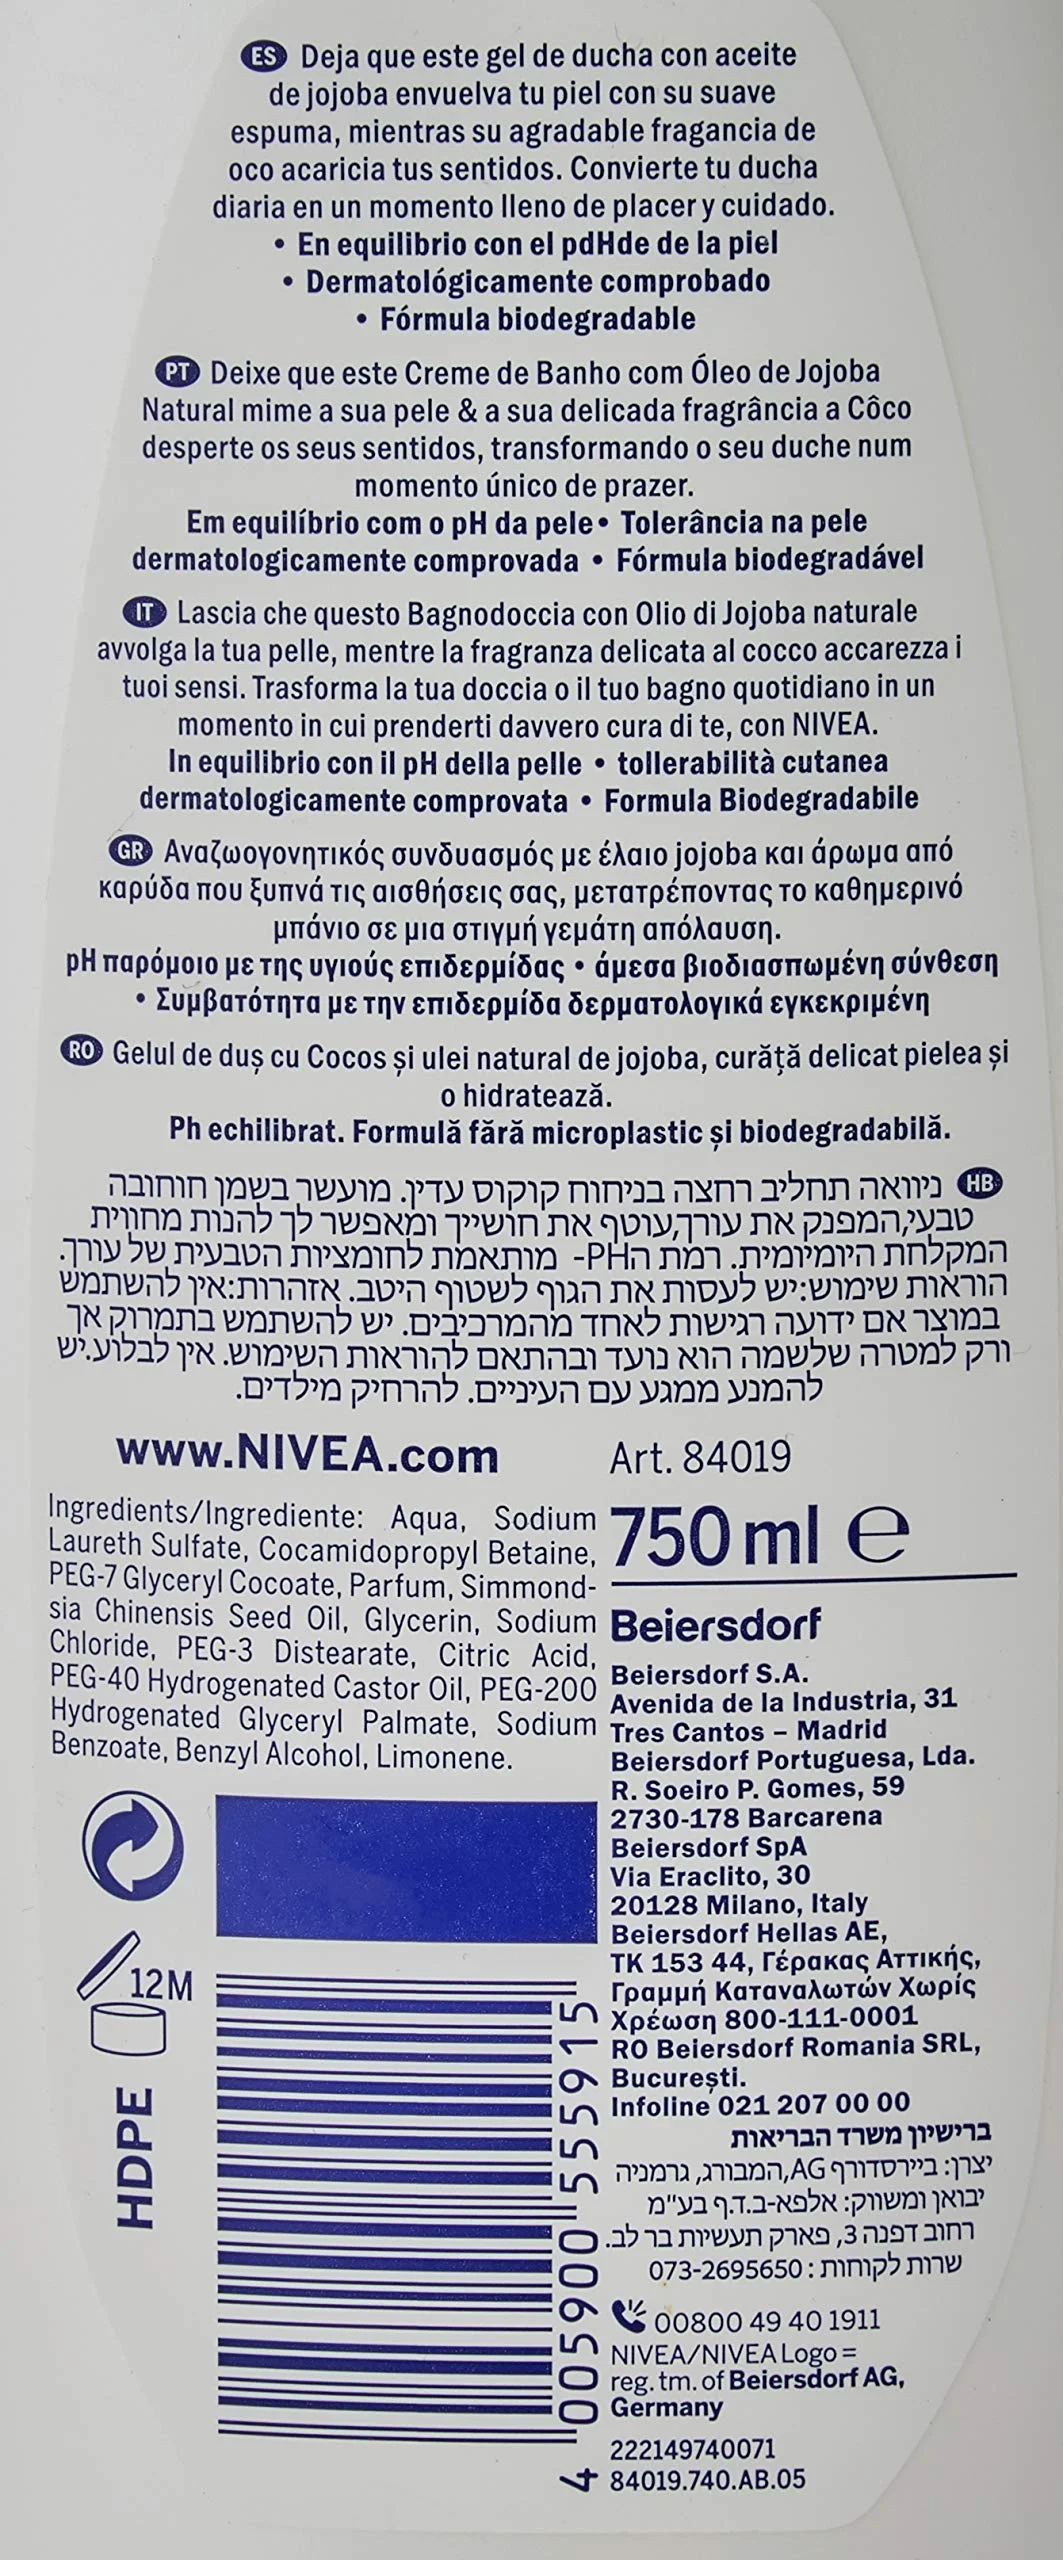 ES Deja que este gel de ducha con aceite
de jojoba envuelva tu piel con su suave
espuma, mientras su agradable fragancia de
oco acaricia tus sentidos. Convierte tu ducha
diaria en un momento lleno de placer y cuidado.
• En equilibrio con el pdHde de la piel
• Dermatológicamente comprobado
• Fórmula biodegradable
PT Deixe que este Creme de Banho com Óleo de Jojoba
Natural mime a sua pele & a sua delicada fragrância a Côco
desperte os seus sentidos, transformando o seu duche num
momento único de prazer.
Em equilíbrio com o pH da pele • Tolerância na pele
dermatologicamente comprovada • Fórmula biodegradável
IT Lascia che questo Bagnodoccia con Olio di Jojoba naturale
avvolga la tua pelle, mentre la fragranza delicata al cocco accarezza i
tuoi sensi. Trasforma la tua doccia o il tuo bagno quotidiano in un
momento in cui prenderti davvero cura di te, con NIVEA.
In equilibrio con il pH della pelle • tollerabilità cutanea
dermatologicamente comprovata • Formula Biodegradabile
GR Αναζωογονητικός συνδυασμός με έλαιο jojoba και άρωμα από
καρύδα που ξυπνά τις αισθήσεις σας, μετατρέποντας το καθημερινό
μπάνιο σε μια στιγμή γεμάτη απόλαυση.
pH παρόμοιο με της υγιούς επιδερμίδας • άμεσα βιοδιασπωμένη σύνθεση
• Συμβατότητα με την επιδερμίδα δερματολογικά εγκεκριμένη
RO Gelul de duș cu Cocos și ulei natural de jojoba, curăță delicat pielea și
o hidratează.
Ph echilibrat. Formulă fără microplastic și biodegradabilă.
HB ניוואה תחליב רחצה בניחוח קוקוס עדין. מועשר בשמן חוחובה
טבעי,המפנק את עורך,עוטף את חושייך ומאפשר לך להנות מחווית
המקלחת היומיומית. רמת הPH- מותאמת לחומציות הטבעית של עורך.
הוראות שימוש:יש לעסות את הגוף לשטוף היטב. אזהרות:אין להשתמש
במוצר אם ידועה רגישות לאחד מהמרכיבים. יש להשתמש בתמרוק אך
ורק למטרה שלשמה הוא נועד ובהתאם להוראות השימוש. אין לבלוע.יש
להמנע ממגע עם העיניים. להרחיק מילדים.
www.NIVEA.com
Art. 84019
Ingredients/Ingrediente: Aqua, Sodium
Laureth Sulfate, Cocamidopropyl Betaine,
PEG-7 Glyceryl Cocoate, Parfum, Simmond-
sia Chinensis Seed Oil, Glycerin, Sodium
Chloride, PEG-3 Distearate, Citric Acid,
PEG-40 Hydrogenated Castor Oil, PEG-200
Hydrogenated Glyceryl Palmate, Sodium
Benzoate, Benzyl Alcohol, Limonene.
750 ml e
Beiersdorf
Beiersdorf S.A.
Avenida de la Industria, 31
Tres Cantos – Madrid
Beiersdorf Portuguesa, Lda.
R. Soeiro P. Gomes, 59
2730-178 Barcarena
Beiersdorf SpA
Via Eraclito, 30
20128 Milano, Italy
Beiersdorf Hellas AE,
ΤΚ 153 44, Γέρακας Αττικής,
Γραμμή Καταναλωτών Χωρίς
Χρέωση 800-111-0001
RO Beiersdorf Romania SRL,
București.
Infoline 021 207 00 00
ברישיון משרד הבריאות
יצרן: ביירסדורף AG,המבורג, גרמניה
יבואן ומשווק: אלפא-ב.ד.ף בע"מ
רחוב דפנה 3, פארק תעשיות בר לב.
שרות לקוחות : 073-2695650
00800 49 40 1911
NIVEA/NIVEA Logo =
reg. tm. of Beiersdorf AG,
Germany
222149740071
84019.740.AB.05
12M
HDPE
4 005900 555915